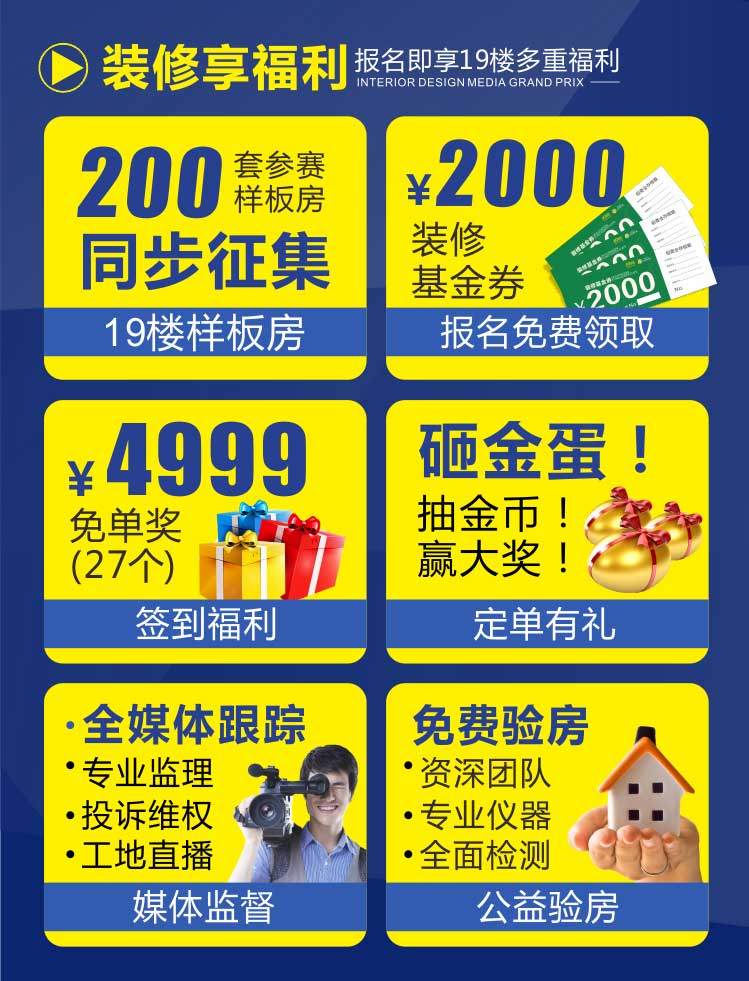 装修享福利 报名即享19楼多重福利
INTERIOR DESIGN MEDIA GRAND PRIX
200 套参赛
样板房
同步征集
19楼样板房
¥2000
装修
基金券
¥2000
报名免费领取
¥4999
免单奖
(27个)
签到福利
砸金蛋！
抽金币！
赢大奖！
定单有礼
·全媒体跟踪
·专业监理
·投诉维权
·工地直播
媒体监督
免费验房
·资深团队
·专业仪器
·全面检测
公益验房